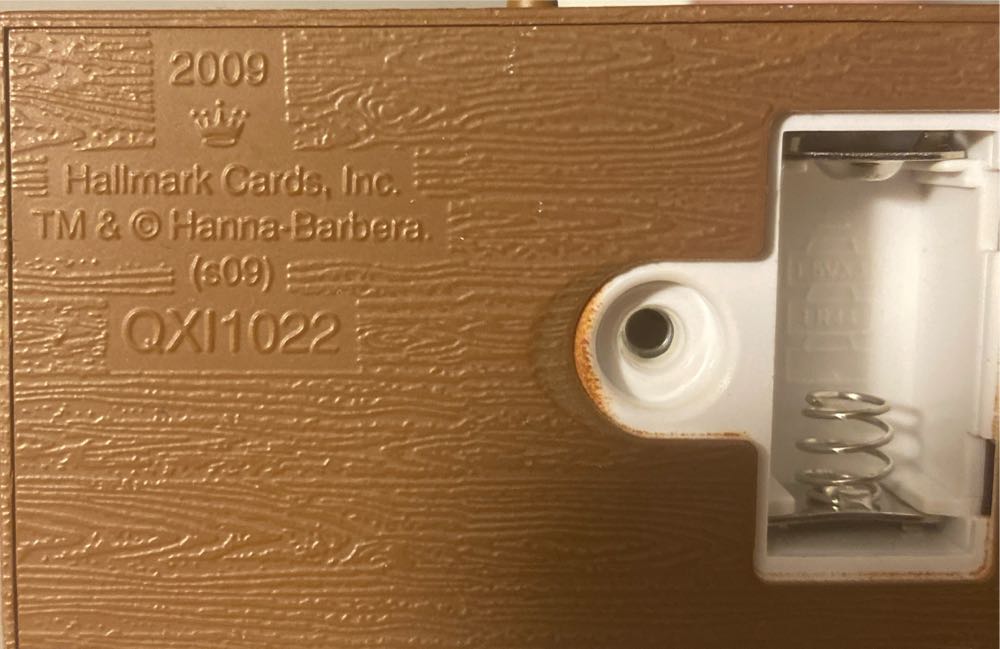 2009
Hallmark Cards, Inc.
TM & © Hanna-Barbera.
(s09)
QXI1022